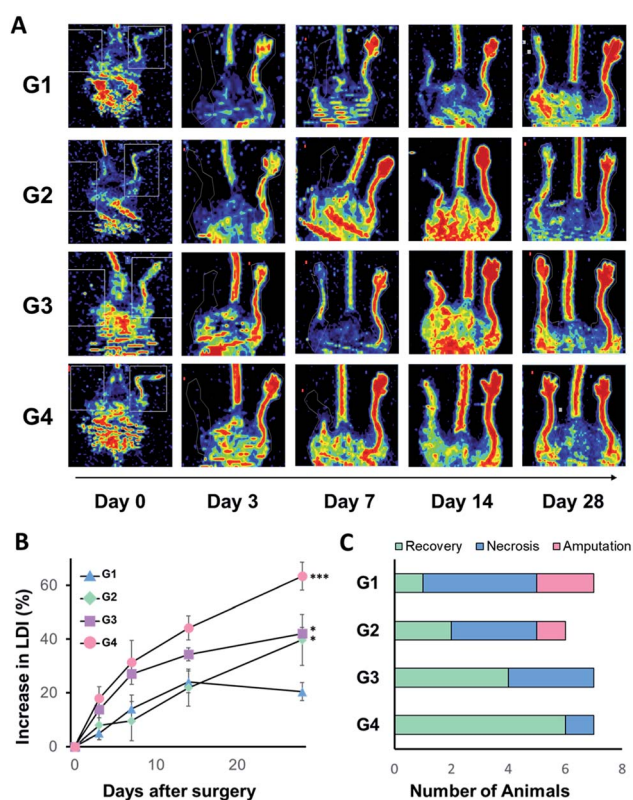 A
G1
G2
G3
G4
Day 0 Day 3 Day 7 Day 14 Day 28
B
G1
G2
G3
G4
***
*
*
60
40
20
0
0 10 20
Increase in LDI (%)
Days after surgery
C
Recovery Necrosis Amputation
G1
G2
G3
G4
0 2 4 6 8
Number of Animals